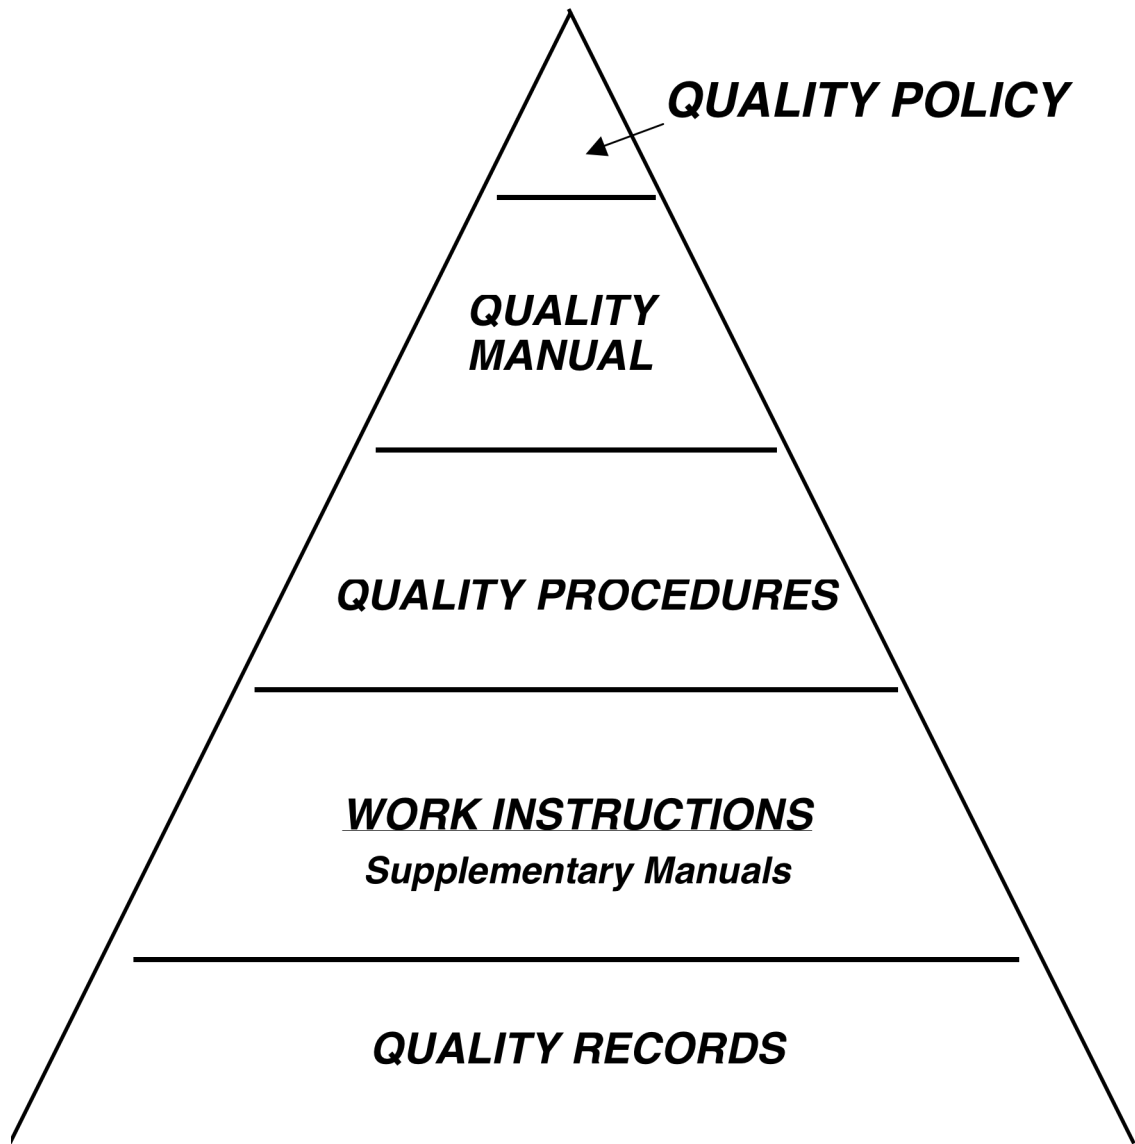 QUALITY POLICY
QUALITY
MANUAL
QUALITY PROCEDURES
WORK INSTRUCTIONS
Supplementary Manuals
QUALITY RECORDS